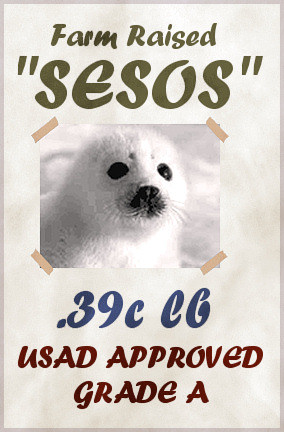 Farm Raised
"SESOS"
.39c lb
USAD APPROVED
GRADE A